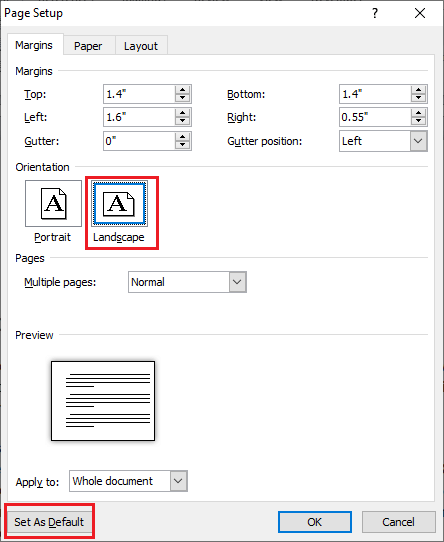 Page Setup ? ×
Margins Paper Layout
Margins
Top: 1.4" Bottom: 1.4"
Left: 1.6" Right: 0.55"
Gutter: 0" Gutter position: Left
Orientation
A A
Portrait Landscape
Pages
Multiple pages: Normal
Preview
Apply to: Whole document
Set As Default OK Cancel